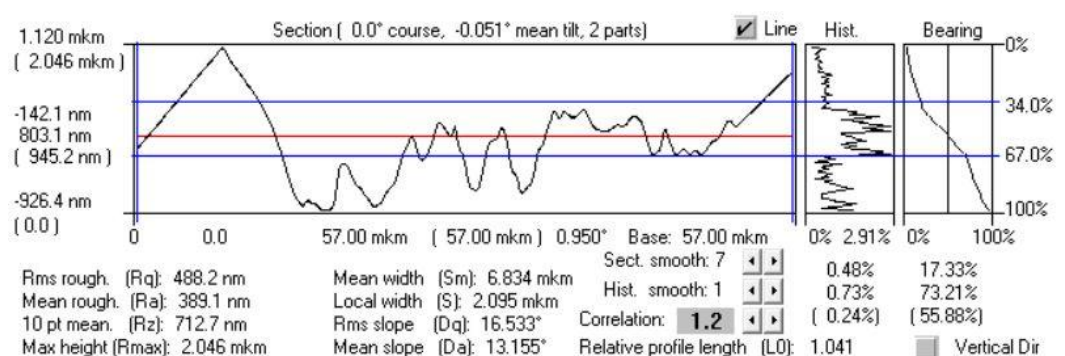 Section ( 0.0° course, -0.051° mean tilt, 2 parts) Line Hist. Bearing
1.120 mkm
( 2.046 mkm )
0%
-142.1 nm
34.0%
803.1 nm
( 945.2 nm )
67.0%
-926.4 nm
( 0.0 )
100%
0 0.0 57.00 mkm ( 57.00 mkm ) 0.950° Base: 57.00 mkm 0% 2.91% 0% 100%
Sect. smooth: 7
Rms rough. (Rq): 488.2 nm Mean width (Sm): 6.834 mkm 0.48% 17.33%
Mean rough. (Ra): 389.1 nm Local width (S): 2.095 mkm Hist. smooth: 1 0.73% 73.21%
10 pt mean. (Rz): 712.7 nm Rms slope (Dq): 16.533° Correlation: 1.2 ( 0.24%) ( 55.88%)
Max height (Rmax): 2.046 mkm Mean slope (Da): 13.155° Relative profile length (L0): 1.041 Vertical Dir